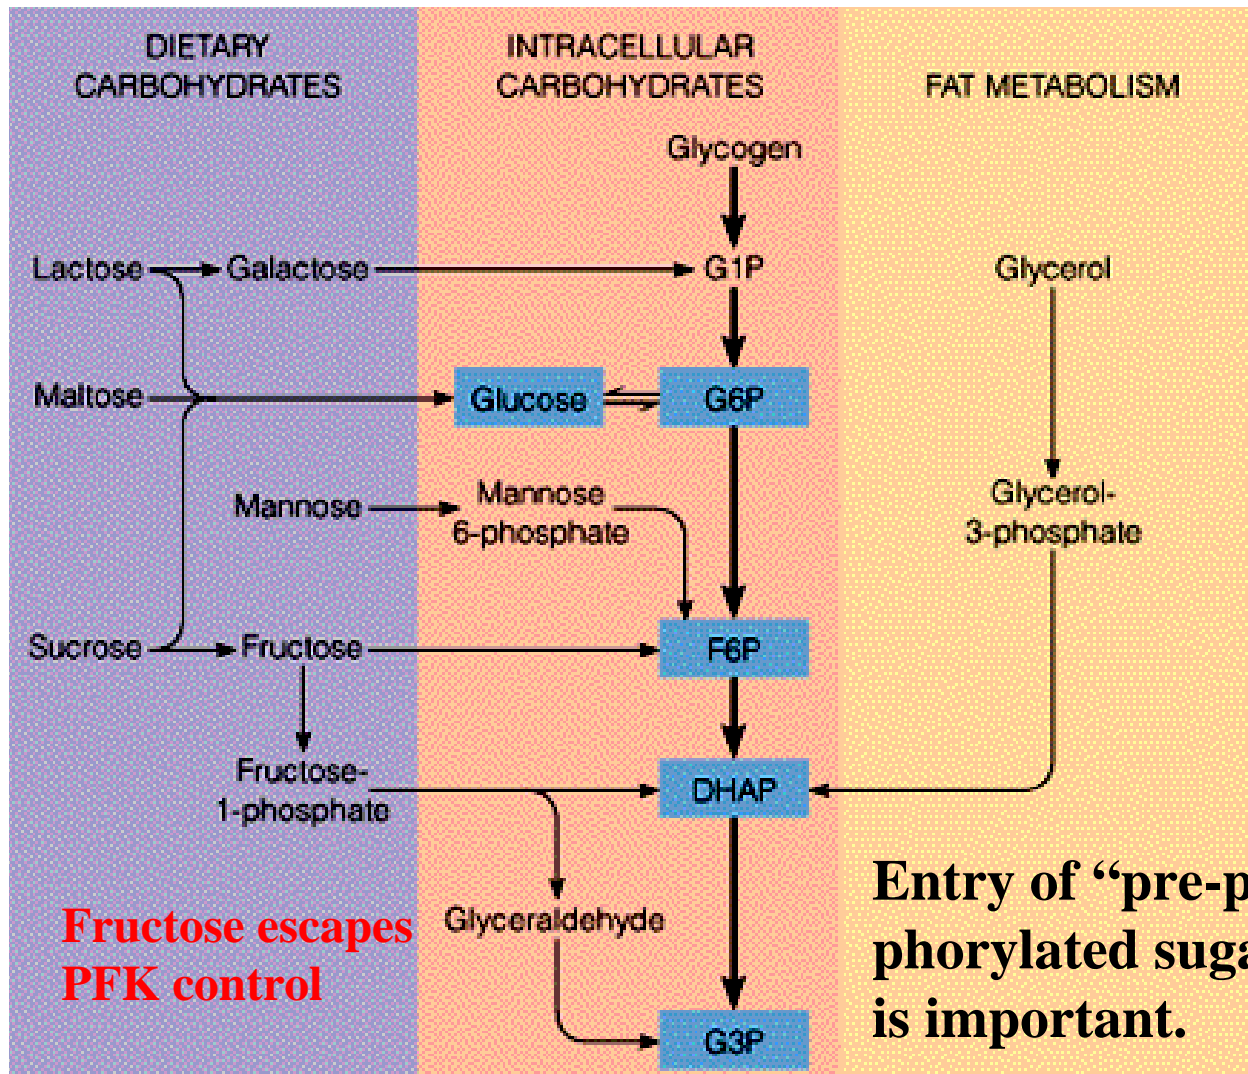 DIETARY
CARBOHYDRATES
INTRACELLULAR
CARBOHYDRATES
FAT METABOLISM
Glycogen
Lactose
Galactose
G1P
Glycerol
Maltose
Glucose
G6P
Mannose
Mannose
6-phosphate
Glycerol-
3-phosphate
Sucrose
Fructose
F6P
Fructose-
1-phosphate
DHAP
Fructose escapes
PFK control
Glyceraldehyde
G3P
Entry of “pre-p
phorylated suga
is important.